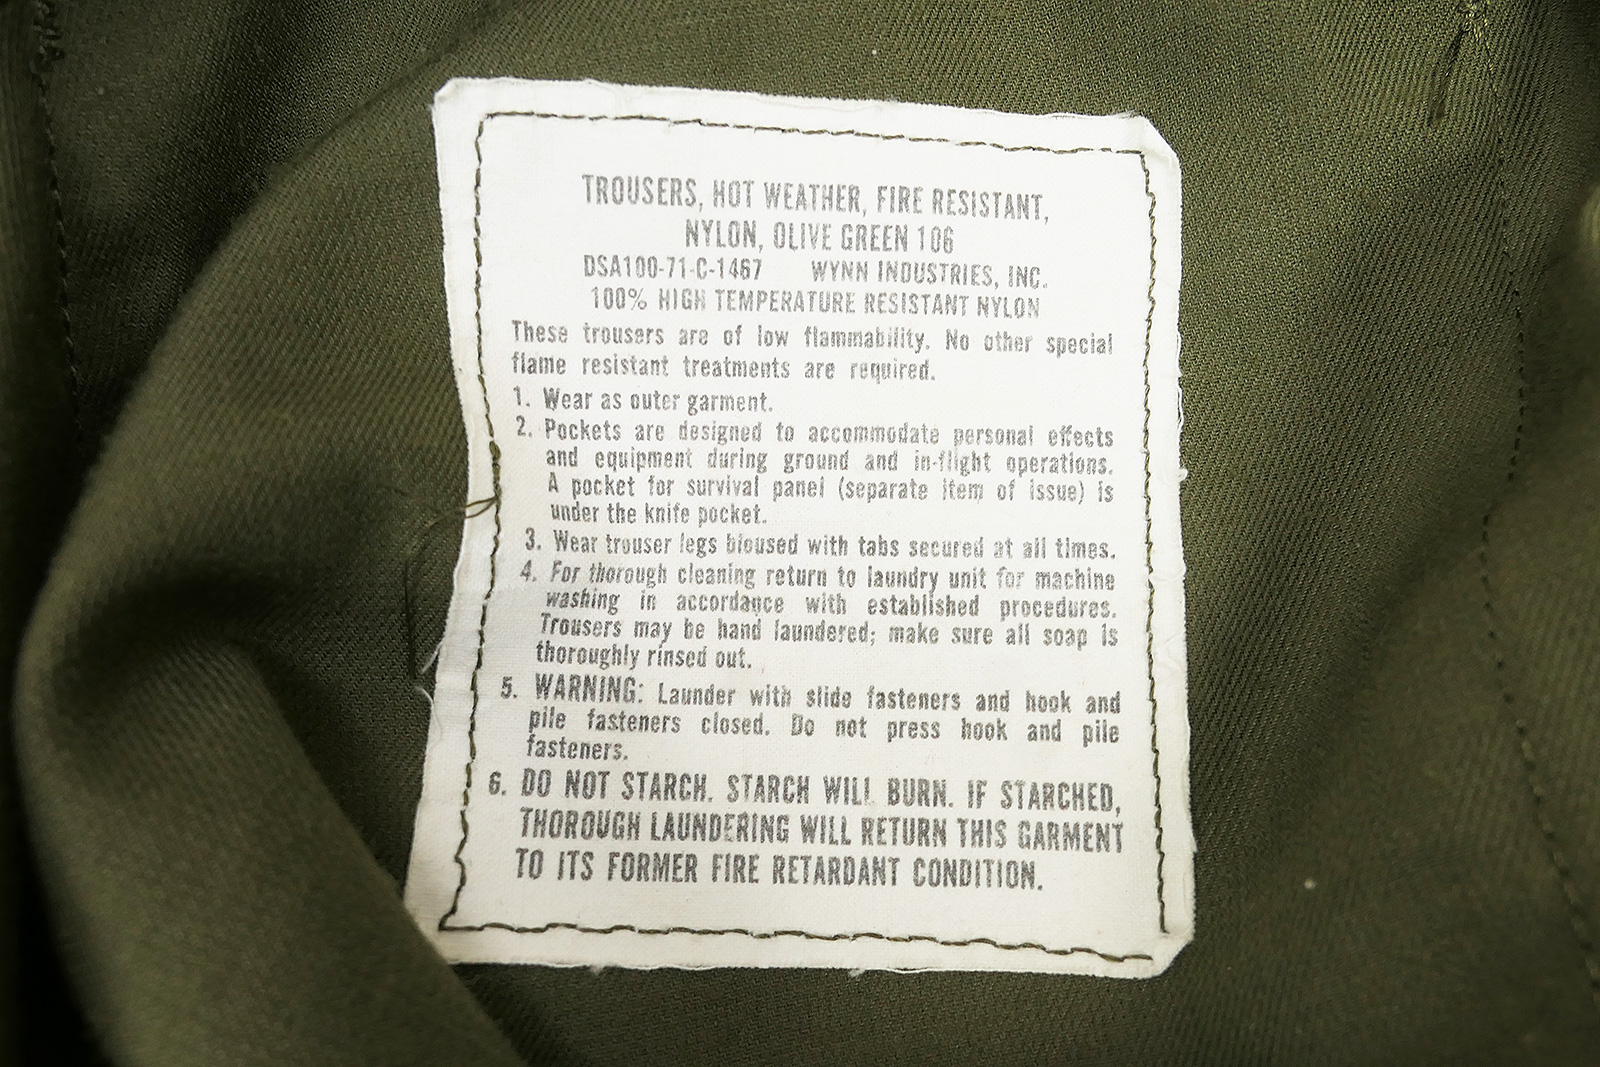 TROUSERS, HOT WEATHER, FIRE RESISTANT,
NYLON, OLIVE GREEN 106
DSA100-71-C-1467 WYNN INDUSTRIES, INC.
100% HIGH TEMPERATURE RESISTANT NYLON
These trousers are of low flammability. No other special
flame resistant treatments are required.
1. Wear as outer garment.
2. Pockets are designed to accommodate personal effects
and equipment during ground and in-flight operations.
A pocket for survival panel (separate item of issue) is
under the knife pocket.
3. Wear trouser legs bloused with tabs secured at all times.
4. For thorough cleaning return to laundry unit for machine
washing in accordance with established procedures.
Trousers may be hand laundered; make sure all soap is
thoroughly rinsed out.
5. WARNING: Launder with slide fasteners and hook and
pile fasteners closed. Do not press hook and pile
fasteners.
6. DO NOT STARCH. STARCH WILL BURN. IF STARCHED,
THOROUGH LAUNDERING WILL RETURN THIS GARMENT
TO ITS FORMER FIRE RETARDANT CONDITION.